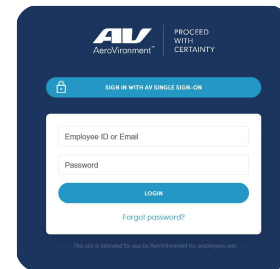 AV
AeroVironment™
PROCEED
WITH
CERTAINTY
SIGN IN WITH AV SINGLE SIGN-ON
Employee ID or Email
Password
LOGIN
Forgot password?
This site is intended for use by AeroVironment Inc employees only.